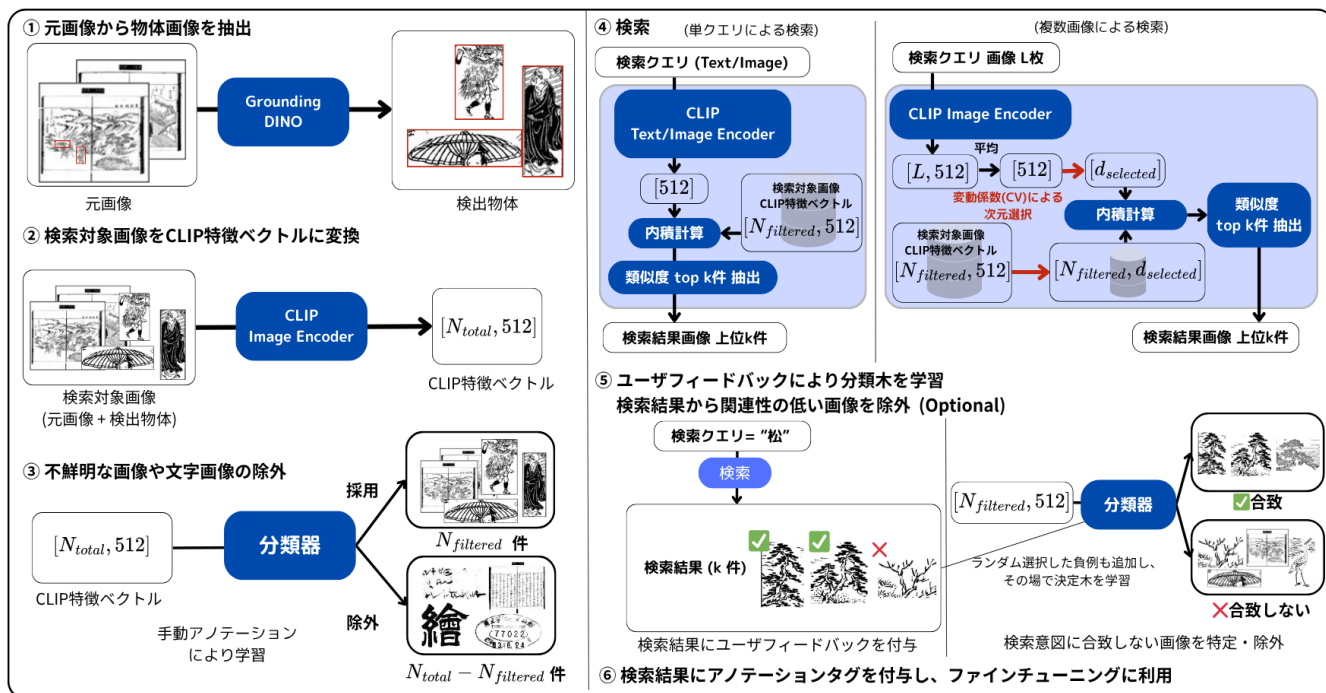 ① 元画像から物体画像を抽出
Grounding
DINO
元画像
検出物体
② 検索対象画像をCLIP特徴ベクトルに変換
CLIP
Image Encoder
[N_total, 512]
検索対象画像
(元画像 + 検出物体)
CLIP特徴ベクトル
③ 不鮮明な画像や文字画像の除外
[N_total, 512]
CLIP特徴ベクトル
分類器
手動アノテーション
により学習
採用
N_filtered 件
除外
繪
77022
N_total − N_filtered 件
④ 検索
(単クエリによる検索)
検索クエリ (Text/Image)
CLIP
Text/Image Encoder
[512]
検索対象画像
CLIP特徴ベクトル
[N_filtered, 512]
内積計算
類似度 top k件 抽出
検索結果画像 上位k件
(複数画像による検索)
検索クエリ 画像 L枚
CLIP Image Encoder
平均
[L, 512]
[512]
[d_selected]
変動係数(CV)による
次元選択
検索対象画像
CLIP特徴ベクトル
[N_filtered, 512]
[N_filtered, d_selected]
内積計算
類似度
top k件 抽出
検索結果画像 上位k件
⑤ ユーザフィードバックにより分類木を学習
検索結果から関連性の低い画像を除外 (Optional)
検索クエリ= ”松”
検索
検索結果 (k 件)
検索結果にユーザフィードバックを付与
[N_filtered, 512]
分類器
ランダム選択した負例も追加し、
その場で決定木を学習
合致
合致しない
検索意図に合致しない画像を特定・除外
⑥ 検索結果にアノテーションタグを付与し、ファインチューニングに利用